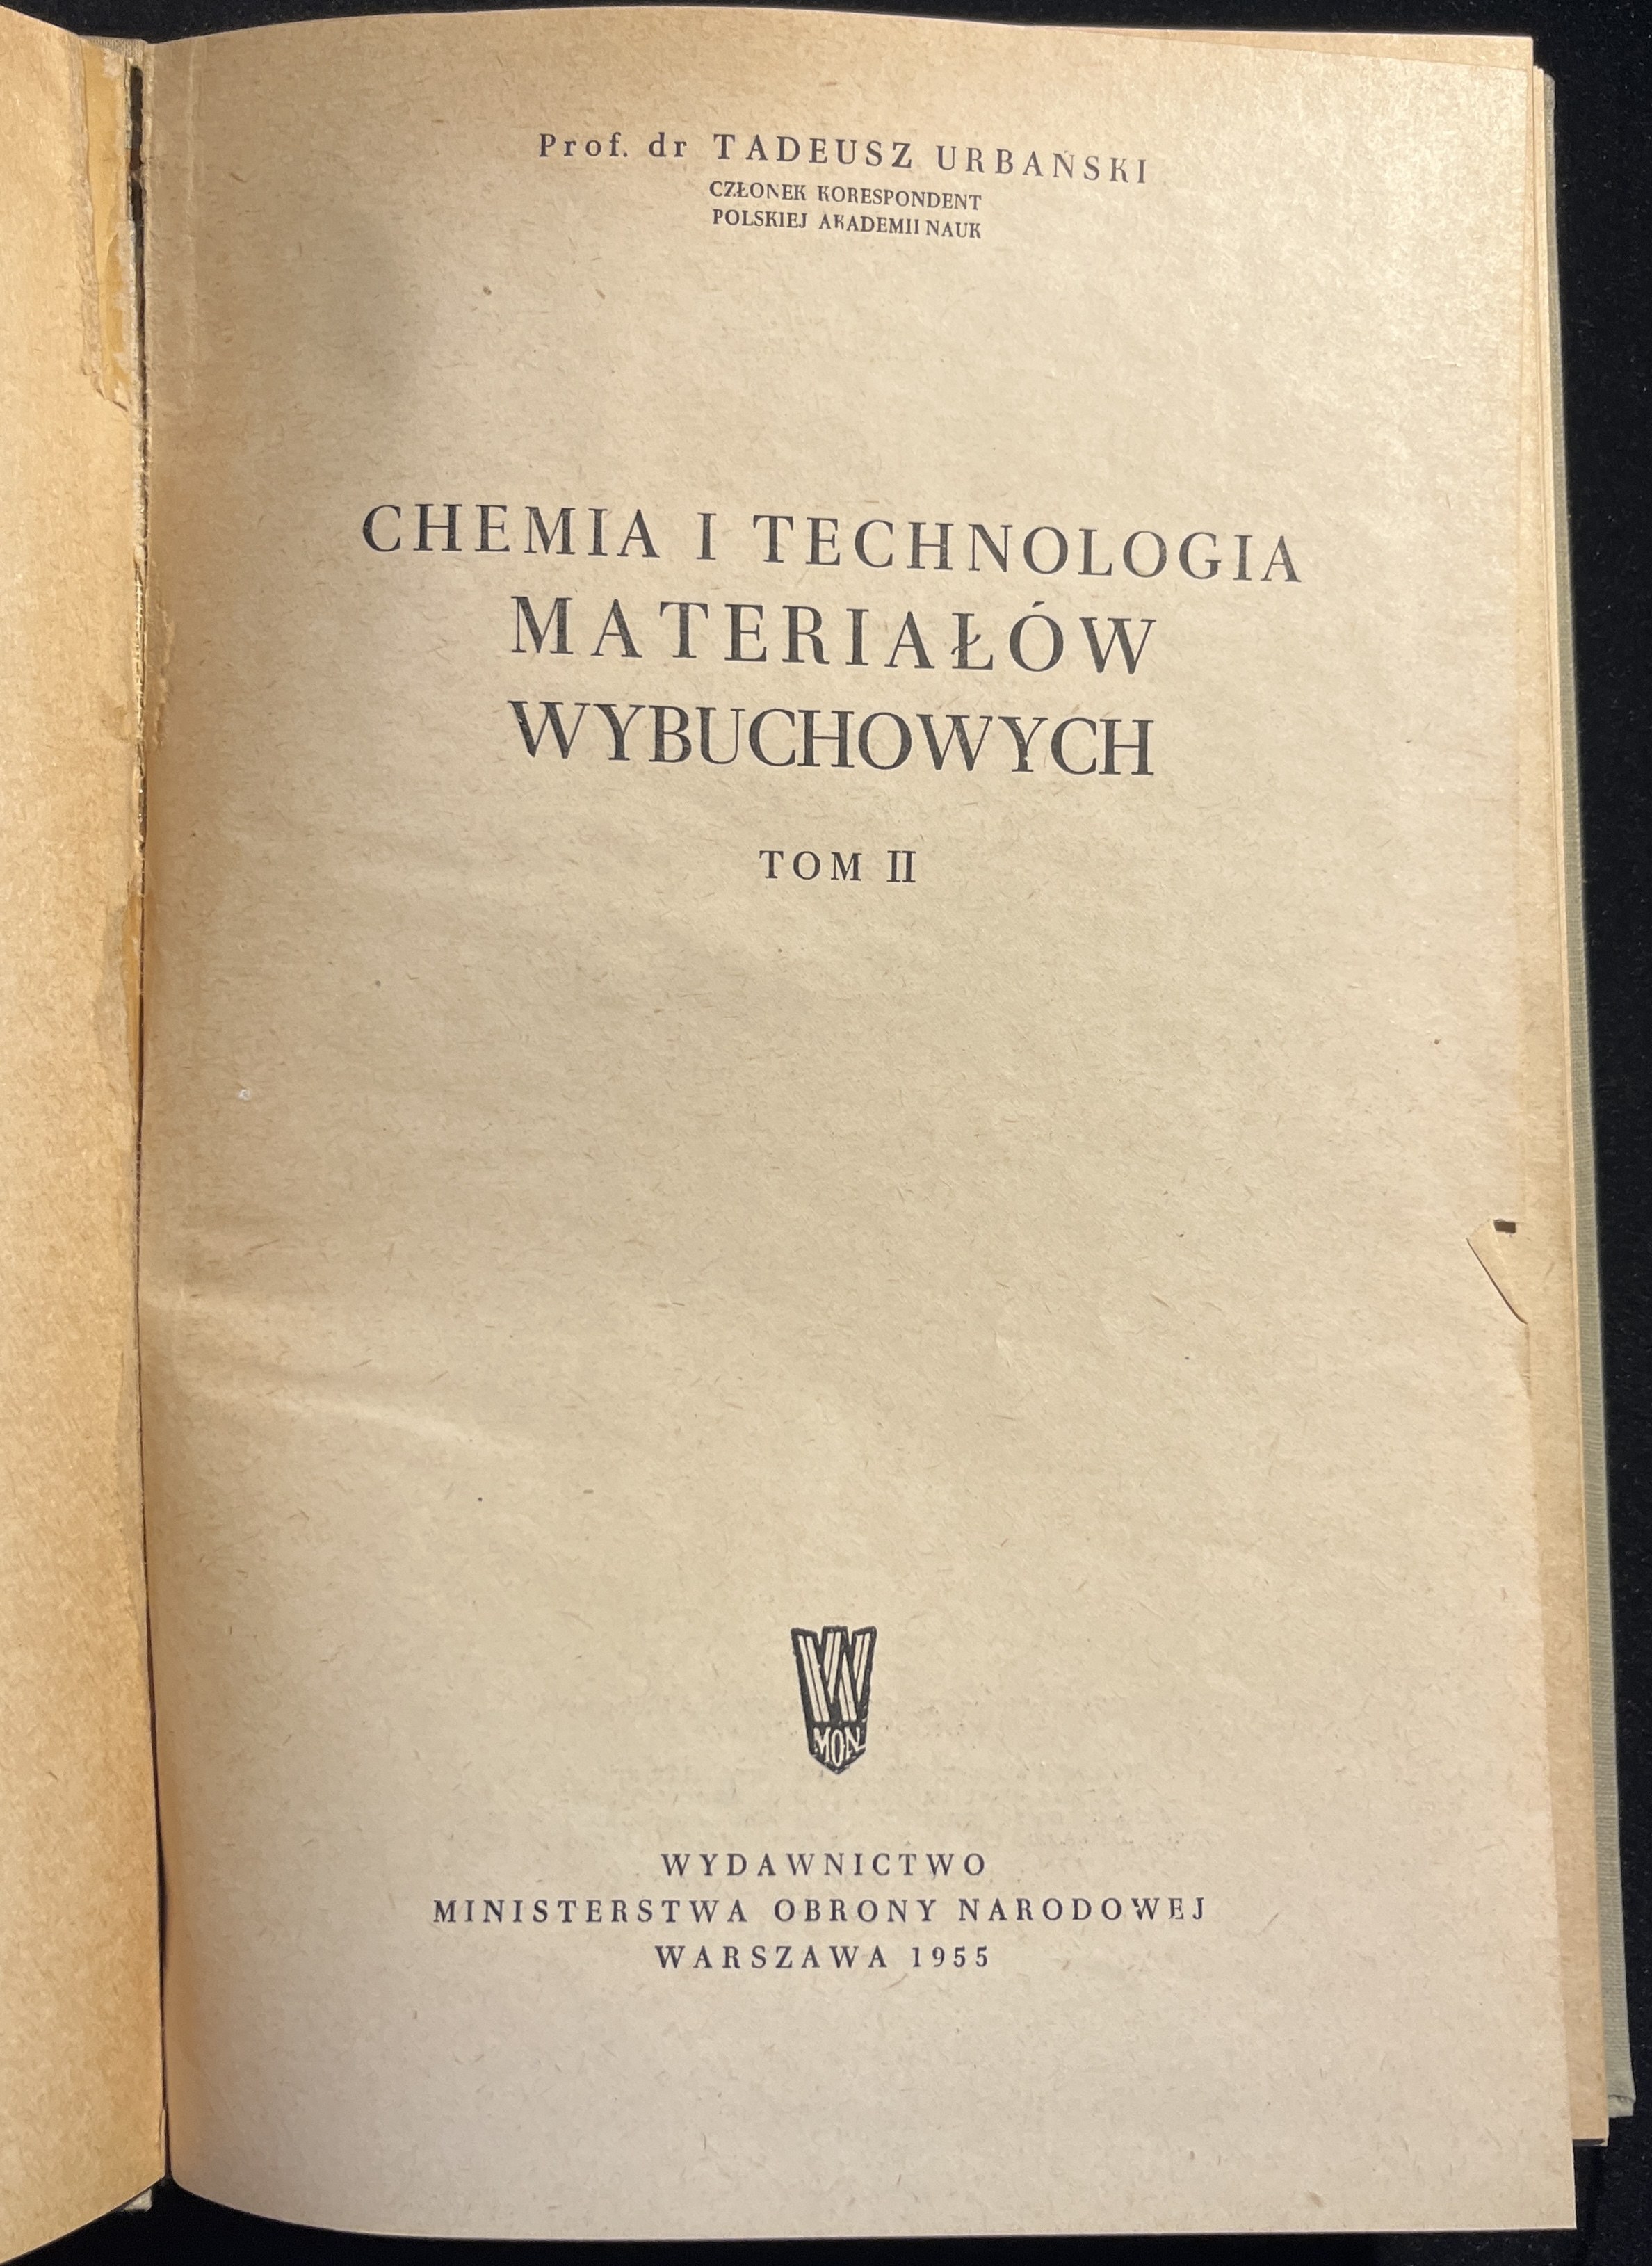 Prof. dr TADEUSZ URBAŃSKI
CZŁONEK KORESPONDENT
POLSKIEJ AKADEMII NAUK
CHEMIA I TECHNOLOGIA
MATERIAŁÓW
WYBUCHOWYCH
TOM II
W
MON
WYDAWNICTWO
MINISTERSTWA OBRONY NARODOWEJ
WARSZAWA 1955